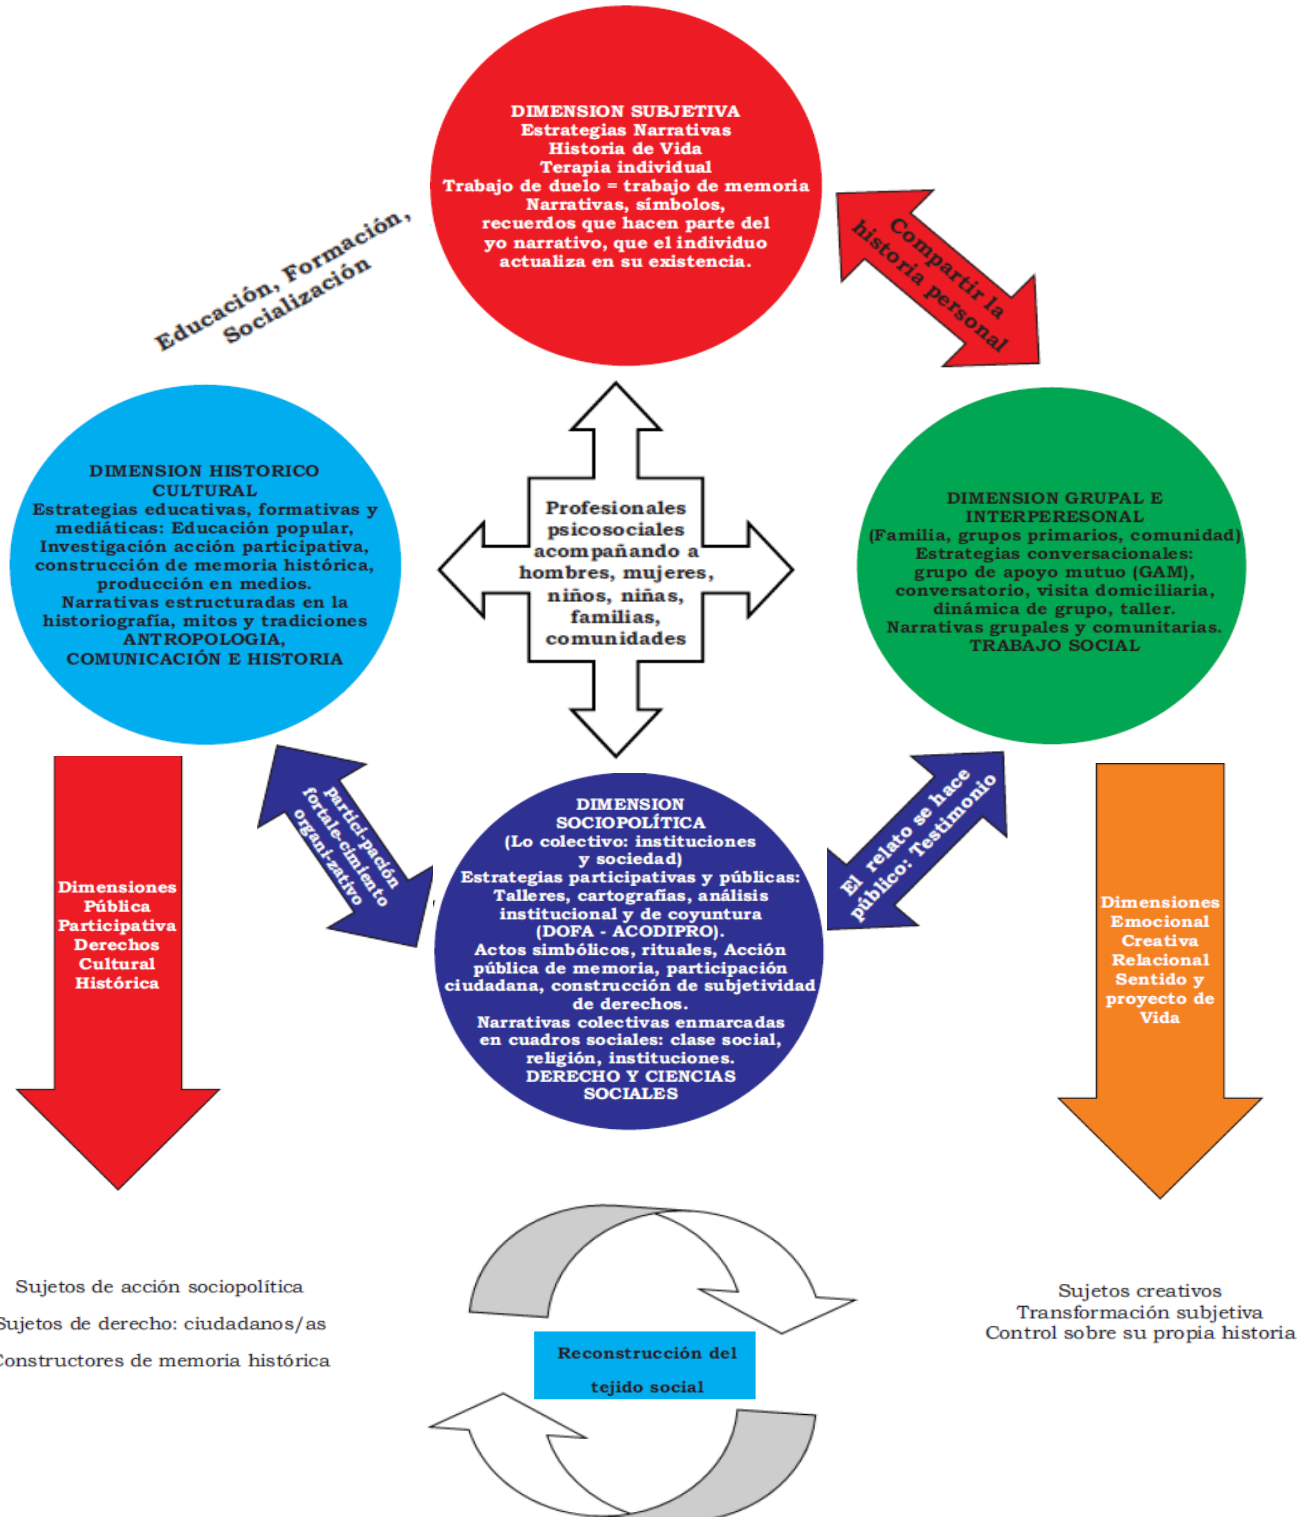 DIMENSION SUBJETIVA
Estrategias Narrativas
Historia de Vida
Terapia individual
Trabajo de duelo = trabajo de memoria
Narrativas, símbolos,
recuerdos que hacen parte del
yo narrativo, que el individuo
actualiza en su existencia.
Educación, Formación,
Socialización
Compartir la
historia personal
DIMENSION HISTORICO
CULTURAL
Estrategias educativas, formativas y
mediáticas: Educación popular,
Investigación acción participativa,
construcción de memoria histórica,
producción en medios.
Narrativas estructuradas en la
historiografía, mitos y tradiciones
ANTROPOLOGIA,
COMUNICACIÓN E HISTORIA
Profesionales
psicosociales
acompañando a
hombres, mujeres,
niños, niñas,
familias,
comunidades
DIMENSION GRUPAL E
INTERPERESONAL
(Familia, grupos primarios, comunidad)
Estrategias conversacionales:
grupo de apoyo mutuo (GAM),
conversatorio, visita domiciliaria,
dinámica de grupo, taller.
Narrativas grupales y comunitarias.
TRABAJO SOCIAL
partici-pación
fortale-cimiento
organi-zativo
DIMENSION
SOCIOPOLÍTICA
(Lo colectivo: instituciones
y sociedad)
Estrategias participativas y públicas:
Talleres, cartografías, análisis
institucional y de coyuntura
(DOFA - ACODIPRO).
Actos simbólicos, rituales, Acción
pública de memoria, participación
ciudadana, construcción de subjetividad
de derechos.
Narrativas colectivas enmarcadas
en cuadros sociales: clase social,
religión, instituciones.
DERECHO Y CIENCIAS
SOCIALES
El relato se hace
público: Testimonio
Dimensiones
Pública
Participativa
Derechos
Cultural
Histórica
Dimensiones
Emocional
Creativa
Relacional
Sentido y
proyecto de
Vida
Sujetos de acción sociopolítica
Sujetos de derecho: ciudadanos/as
Constructores de memoria histórica
Reconstrucción del
tejido social
Sujetos creativos
Transformación subjetiva
Control sobre su propia historia